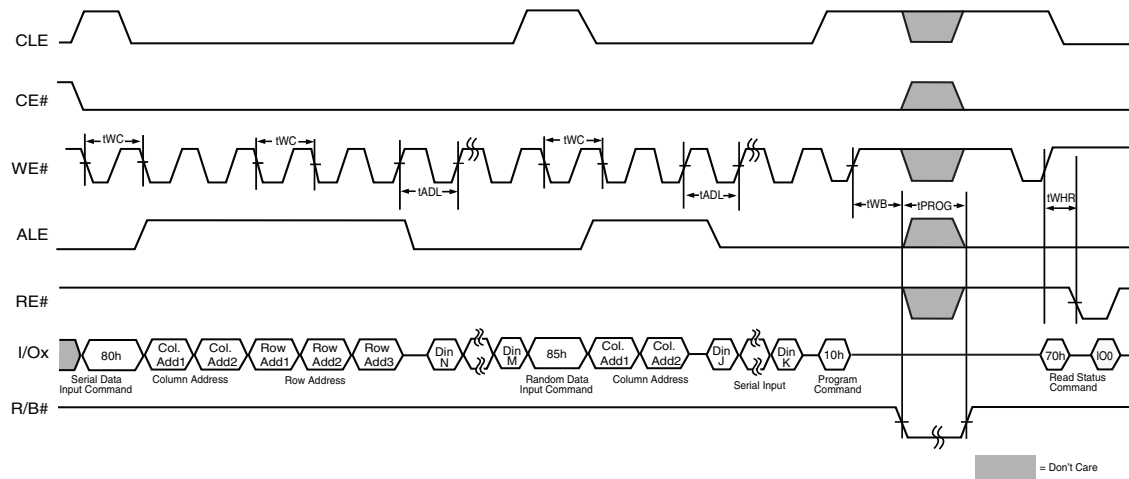 CLE
CE#
tWC tWC tWC
WE#
tADL tADL
tWB tPROG tWHR
ALE
RE#
I/Ox 80h Col. Add1 Col. Add2 Row Add1 Row Add2 Row Add3 Din N Din M 85h Col. Add1 Col. Add2 Din J Din K 10h 70h IO0
Serial Data Input Command Column Address Row Address Random Data Input Command Column Address Serial Input Program Command Read Status Command
R/B#
= Don't Care